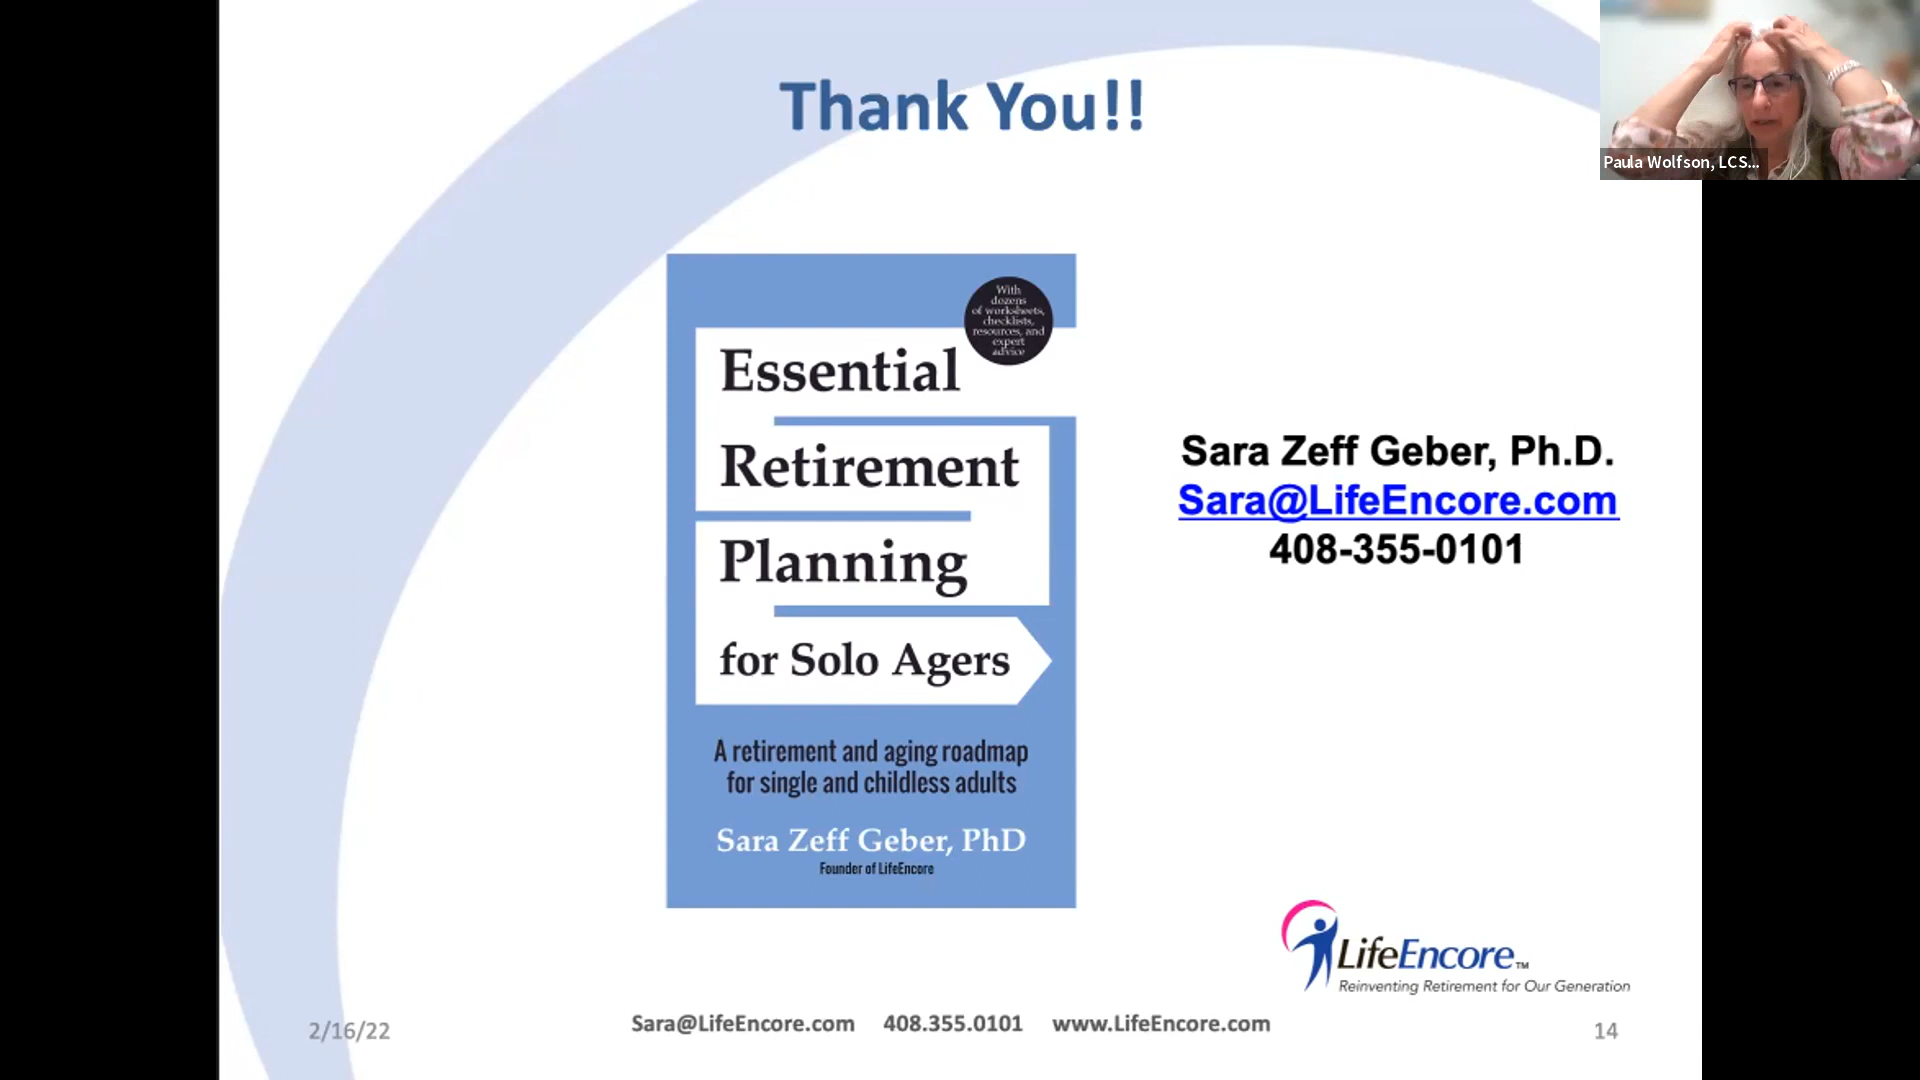 Thank You!!
Paula Wolfson, LCS...
With
dozens
of worksheets,
checklists,
resources, and
expert
advice
Essential
Retirement
Planning
for Solo Agers
A retirement and aging roadmap
for single and childless adults
Sara Zeff Geber, PhD
Founder of LifeEncore
Sara Zeff Geber, Ph.D.
Sara@LifeEncore.com
408-355-0101
LifeEncore™
Reinventing Retirement for Our Generation
2/16/22
Sara@LifeEncore.com 408.355.0101 www.LifeEncore.com
14